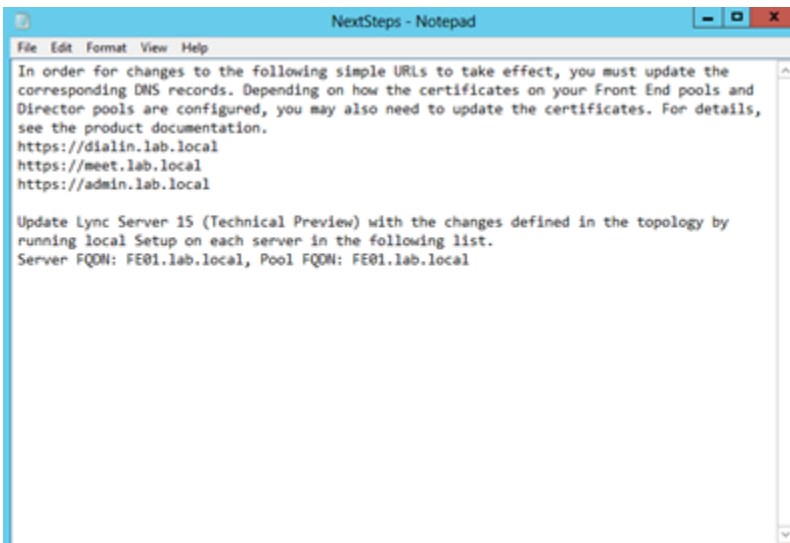 NextSteps - Notepad
File Edit Format View Help
In order for changes to the following simple URLs to take effect, you must update the
corresponding DNS records. Depending on how the certificates on your Front End pools and
Director pools are configured, you may also need to update the certificates. For details,
see the product documentation.
https://dialin.lab.local
https://meet.lab.local
https://admin.lab.local
Update Lync Server 15 (Technical Preview) with the changes defined in the topology by
running local Setup on each server in the following list.
Server FQDN: FE01.lab.local, Pool FQDN: FE01.lab.local